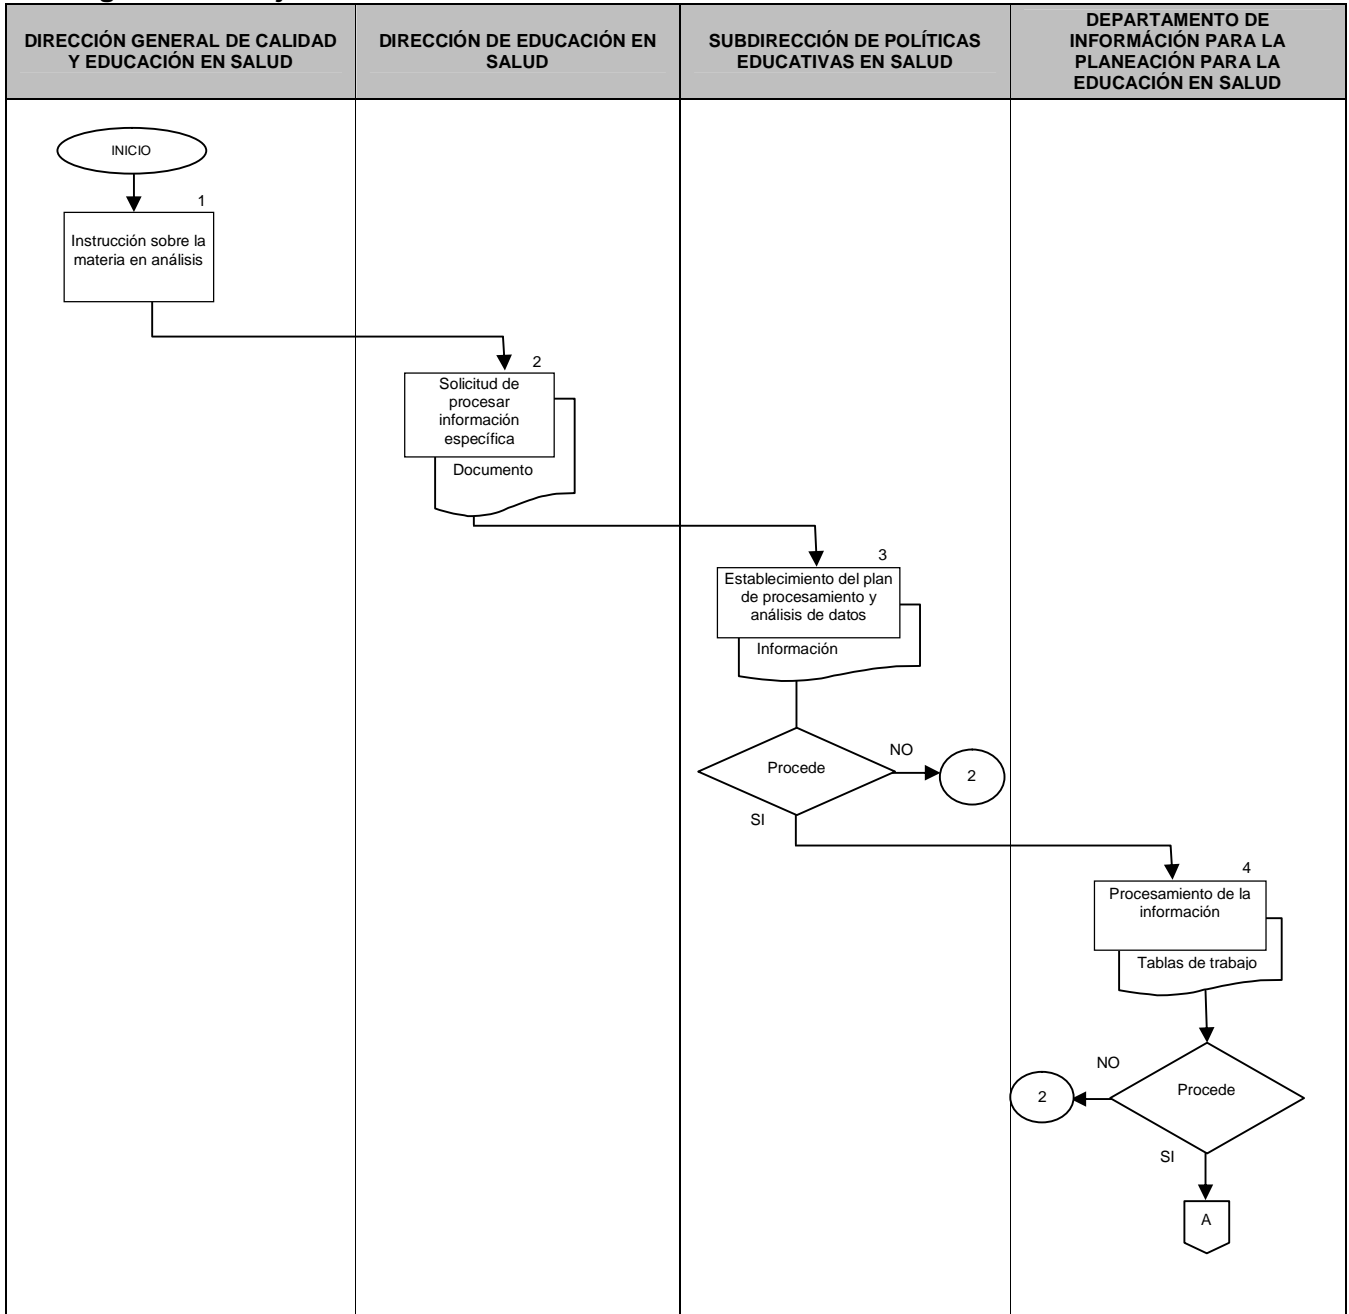 DIRECCIÓN GENERAL DE CALIDAD
Y EDUCACIÓN EN SALUD
DIRECCIÓN DE EDUCACIÓN EN
SALUD
SUBDIRECCIÓN DE POLÍTICAS
EDUCATIVAS EN SALUD
DEPARTAMENTO DE
INFORMÁCIÓN PARA LA
PLANEACIÓN PARA LA
EDUCACIÓN EN SALUD
INICIO
1
Instrucción sobre la
materia en análisis
2
Solicitud de
procesar
información
específica
Documento
3
Establecimiento del plan
de procesamiento y
análisis de datos
Información
Procede
NO
2
SI
4
Procesamiento de la
información
Tablas de trabajo
NO
Procede
2
SI
A